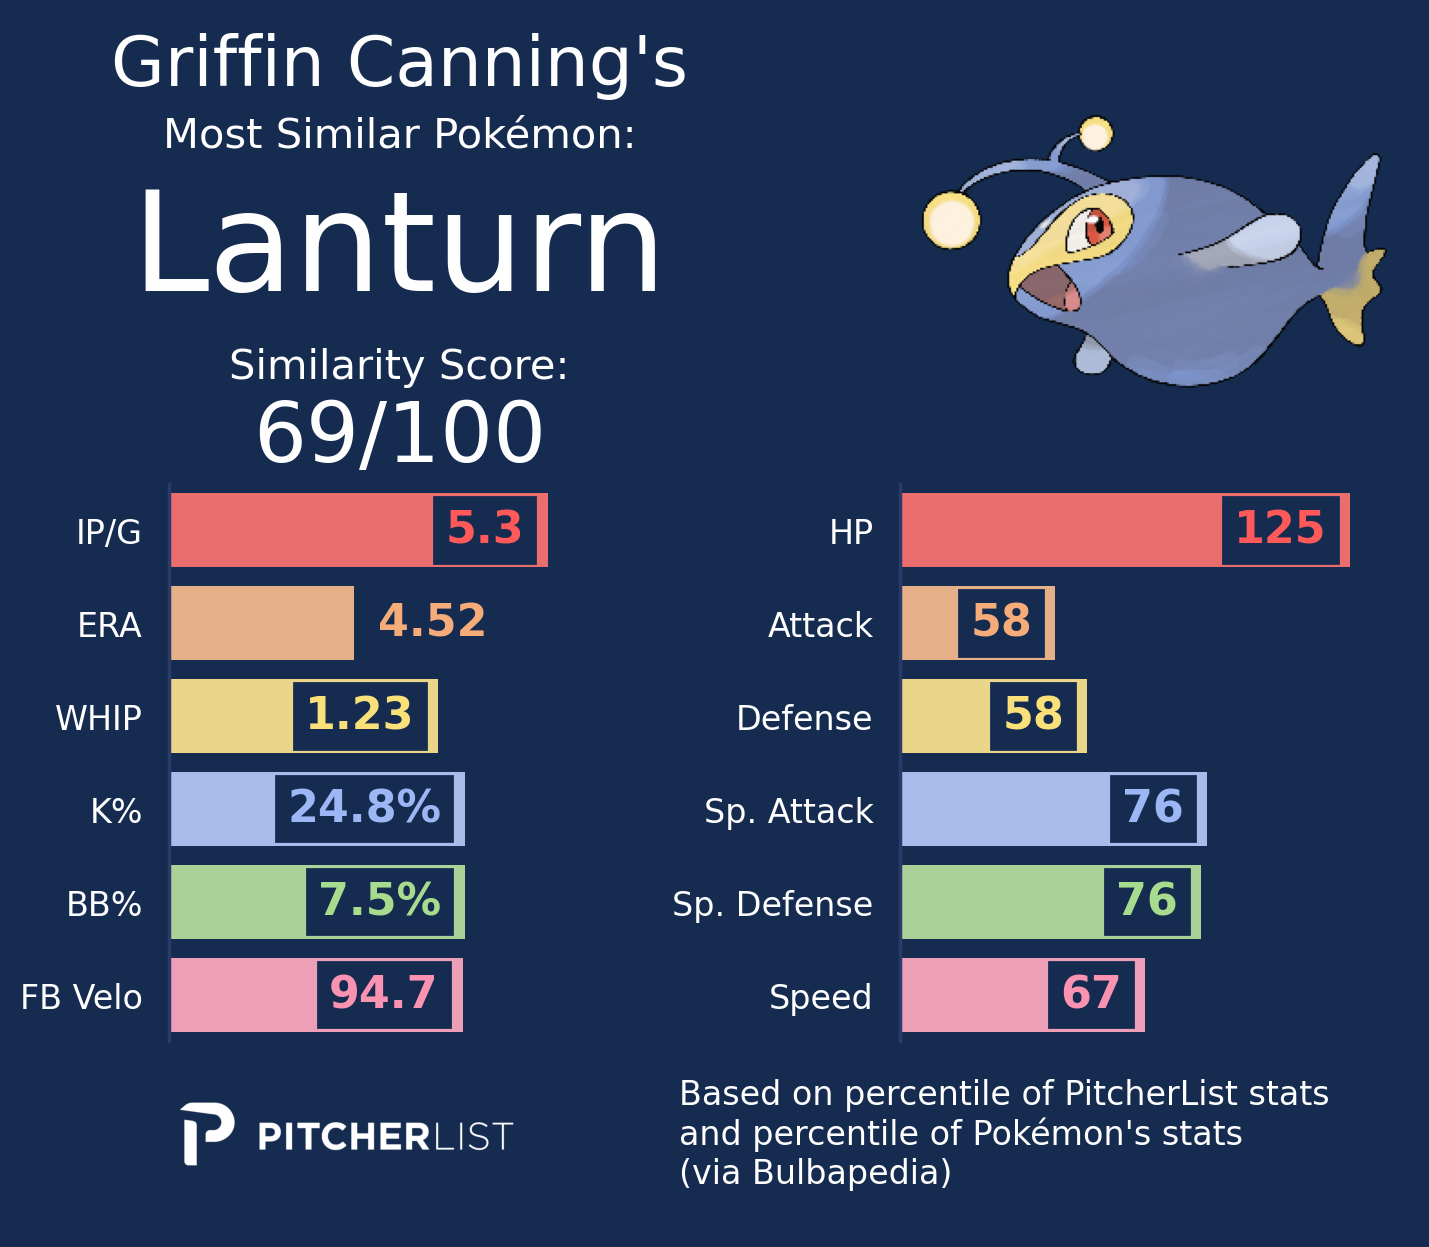 Griffin Canning's
Most Similar Pokémon:
Lanturn
Similarity Score:
69/100
IP/G 5.3
ERA 4.52
WHIP 1.23
K% 24.8%
BB% 7.5%
FB Velo 94.7
HP 125
Attack 58
Defense 58
Sp. Attack 76
Sp. Defense 76
Speed 67
PITCHERLIST
Based on percentile of PitcherList stats
and percentile of Pokémon's stats
(via Bulbapedia)